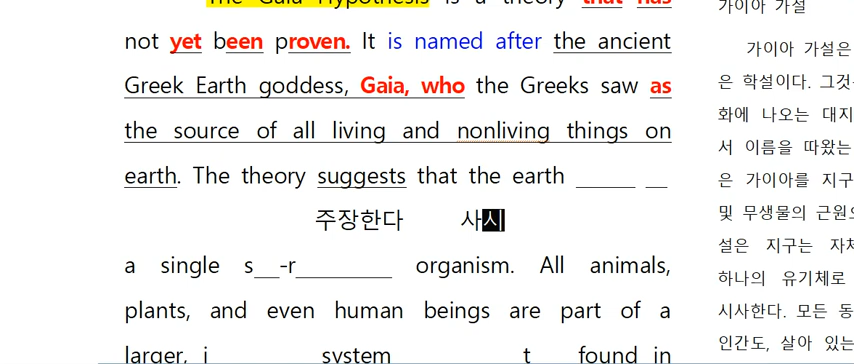 The Gaia Hypothesis is a theory that has
not yet been proven. It is named after the ancient
Greek Earth goddess, Gaia, who the Greeks saw as
the source of all living and nonliving things on
earth. The theory suggests that the earth _____ __
주장한다 사시
a single s__-r________ organism. All animals,
plants, and even human beings are part of a
larger, i system t found in
가이아 가설
가이아 가설은
은 학설이다. 그것
화에 나오는 대지
서 이름을 따왔는
은 가이아를 지구
및 무생물의 근원
설은 지구는 자체
하나의 유기체로
시사한다. 모든 동
인간도, 살아 있는